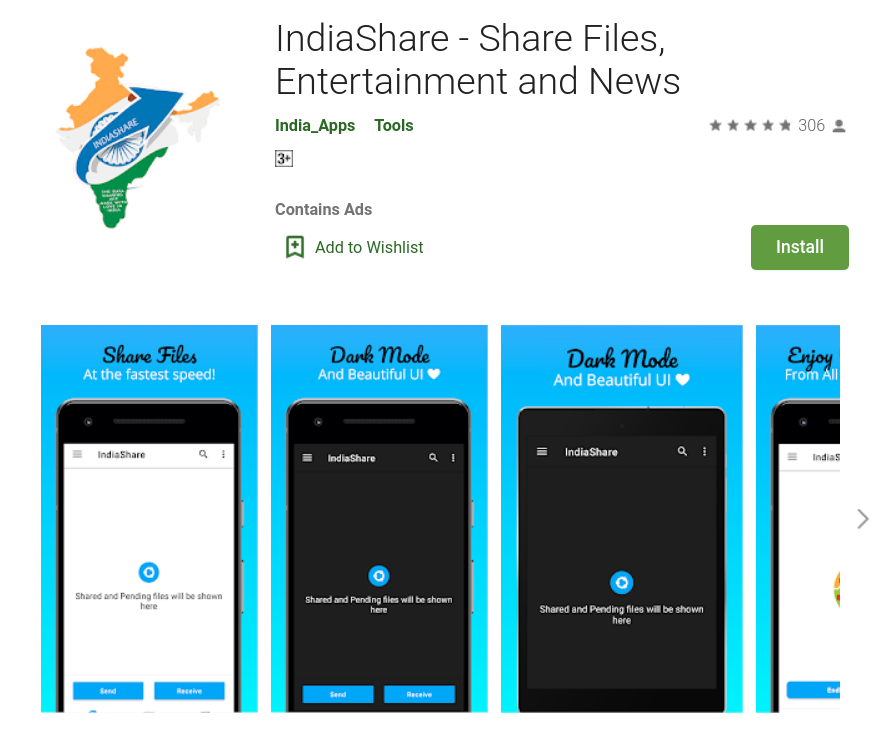 IndiaShare - Share Files,
Entertainment and News
India_Apps Tools 306
3+
Contains Ads
Add to Wishlist
Install
INDIASHARE
Share Files
At the fastest speed!
IndiaShare
Shared and Pending files will be shown
here
Send Receive
Dark Mode
And Beautiful UI
IndiaShare
Shared and Pending files will be shown
here
Send Receive
Dark Mode
And Beautiful UI
IndiaShare
Shared and Pending files will be shown
here
Enjoy
From All
IndiaS